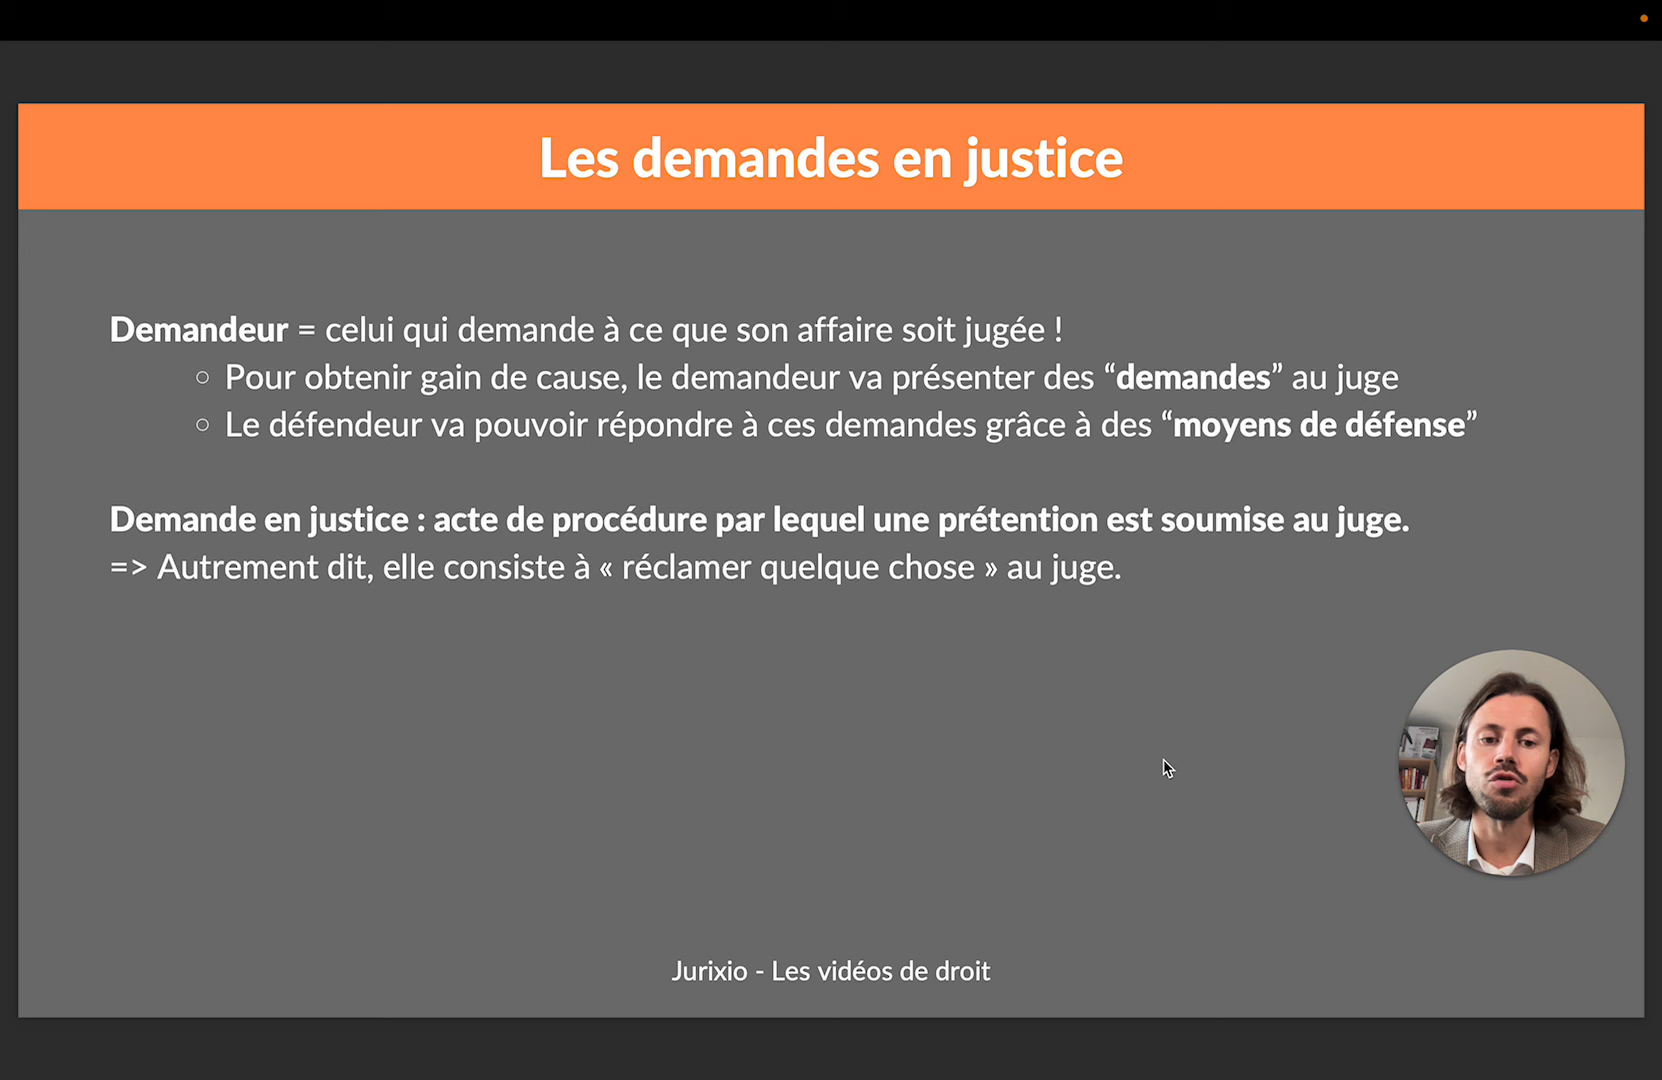 Les demandes en justice
Demandeur = celui qui demande à ce que son affaire soit jugée !
○ Pour obtenir gain de cause, le demandeur va présenter des “demandes” au juge
○ Le défendeur va pouvoir répondre à ces demandes grâce à des “moyens de défense”
Demande en justice : acte de procédure par lequel une prétention est soumise au juge.
=> Autrement dit, elle consiste à « réclamer quelque chose » au juge.
Jurixio - Les vidéos de droit